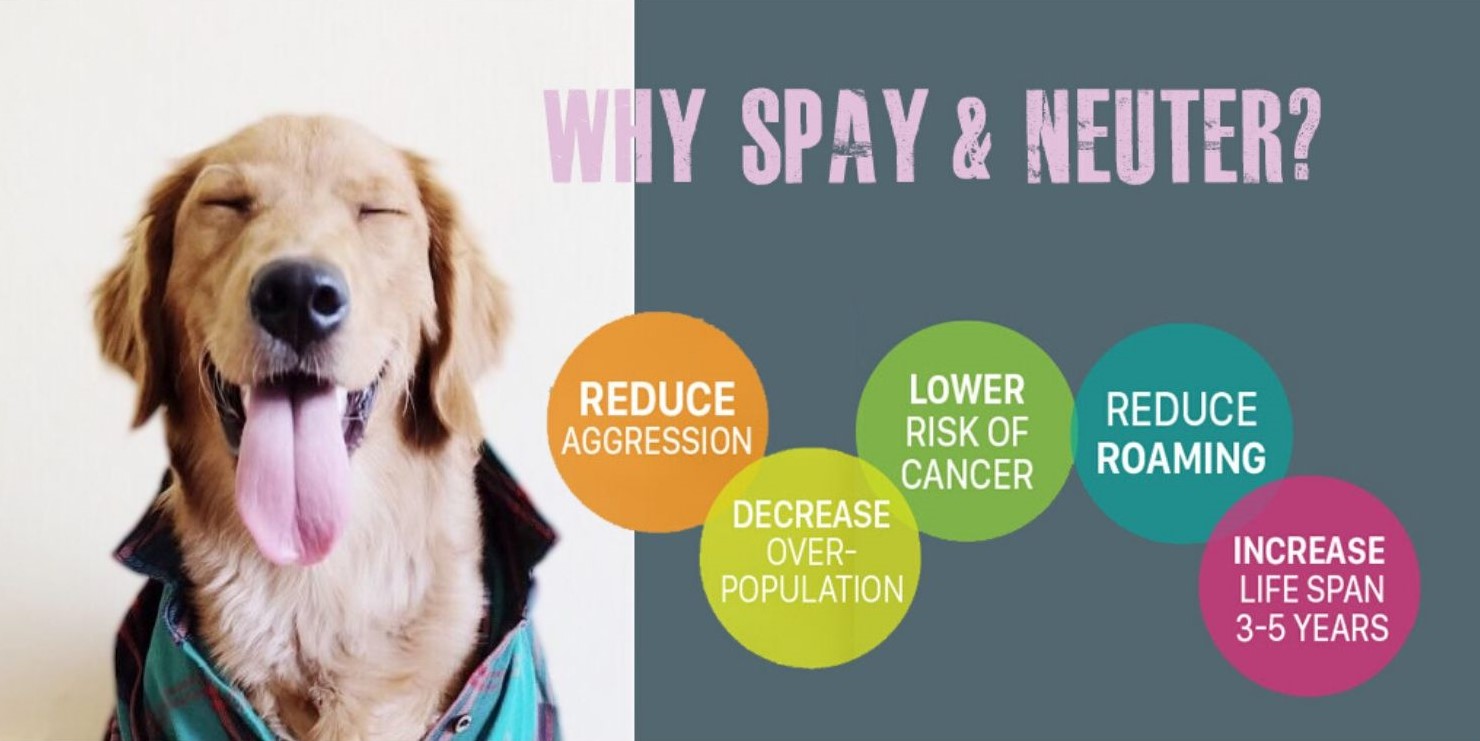 WHY SPAY & NEUTER?
REDUCE
AGGRESSION
DECREASE
OVER-
POPULATION
LOWER
RISK OF
CANCER
REDUCE
ROAMING
INCREASE
LIFE SPAN
3-5 YEARS